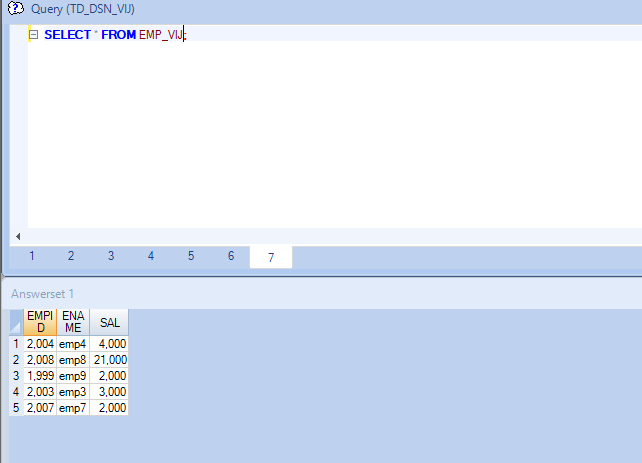 Query (TD_DSN_VIJ)
SELECT * FROM EMP_VIJ;
1 2 3 4 5 6 7
Answerset 1
EMPID ENAME SAL
1 2,004 emp4 4,000
2 2,008 emp8 21,000
3 1,999 emp9 2,000
4 2,003 emp3 3,000
5 2,007 emp7 2,000